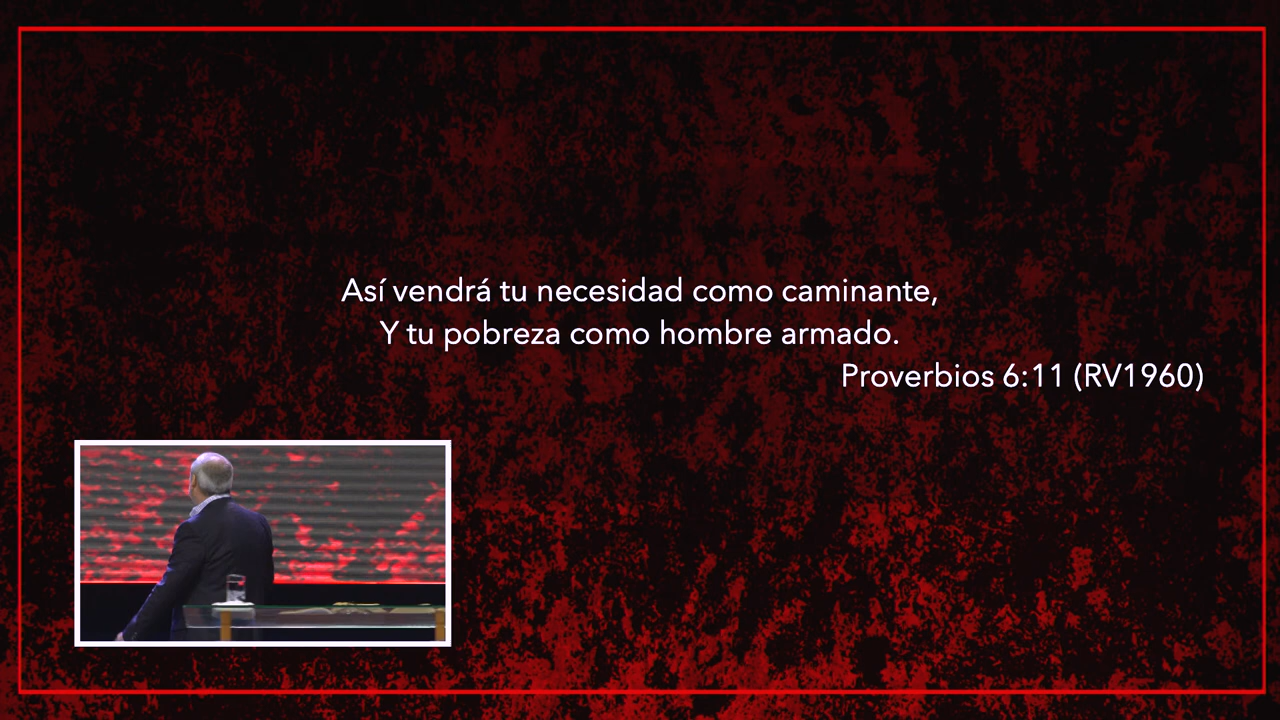 Así vendrá tu necesidad como caminante,
Y tu pobreza como hombre armado.
Proverbios 6:11 (RV1960)